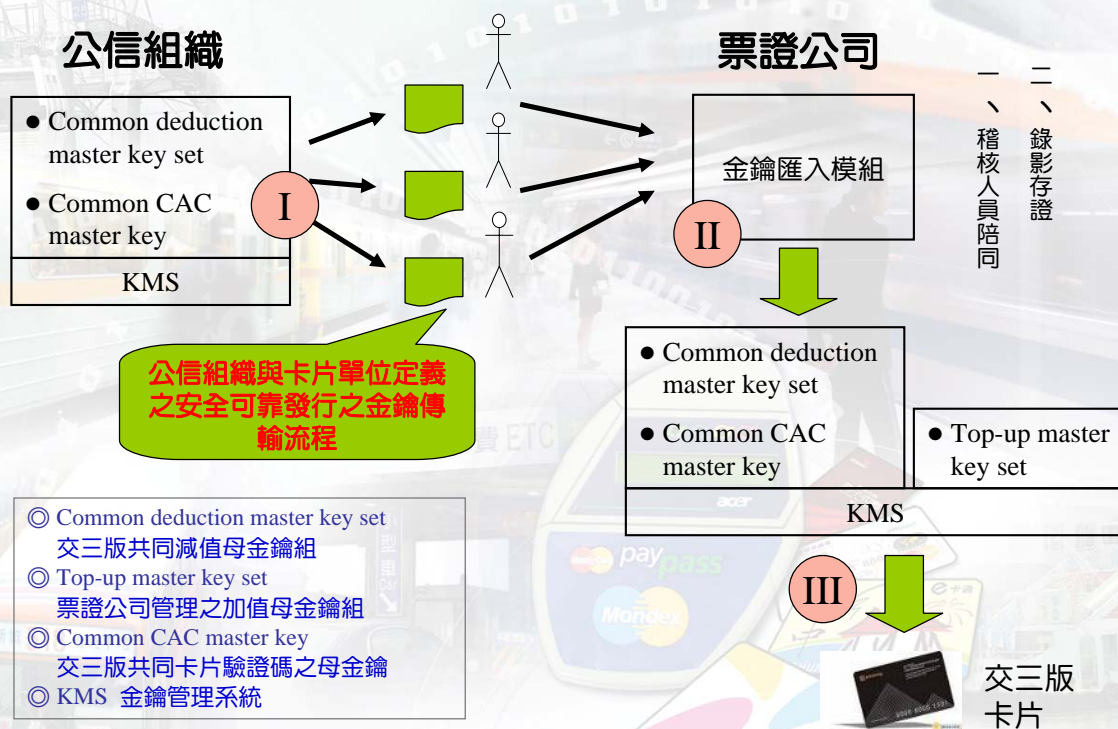 公信組織
● Common deduction
master key set
● Common CAC
master key
KMS
I
公信組織與卡片單位定義
之安全可靠發行之金鑰傳
輸流程
票證公司
金鑰匯入模組
II
一、稽核人員陪同
二、錄影存證
● Common deduction
master key set
● Common CAC
master key
● Top-up master
key set
KMS
III
交三版
卡片
◎ Common deduction master key set
交三版共同減值母金鑰組
◎ Top-up master key set
票證公司管理之加值母金鑰組
◎ Common CAC master key
交三版共同卡片驗證碼之母金鑰
◎ KMS 金鑰管理系統
費 ETC
acer
paypass
Mondex